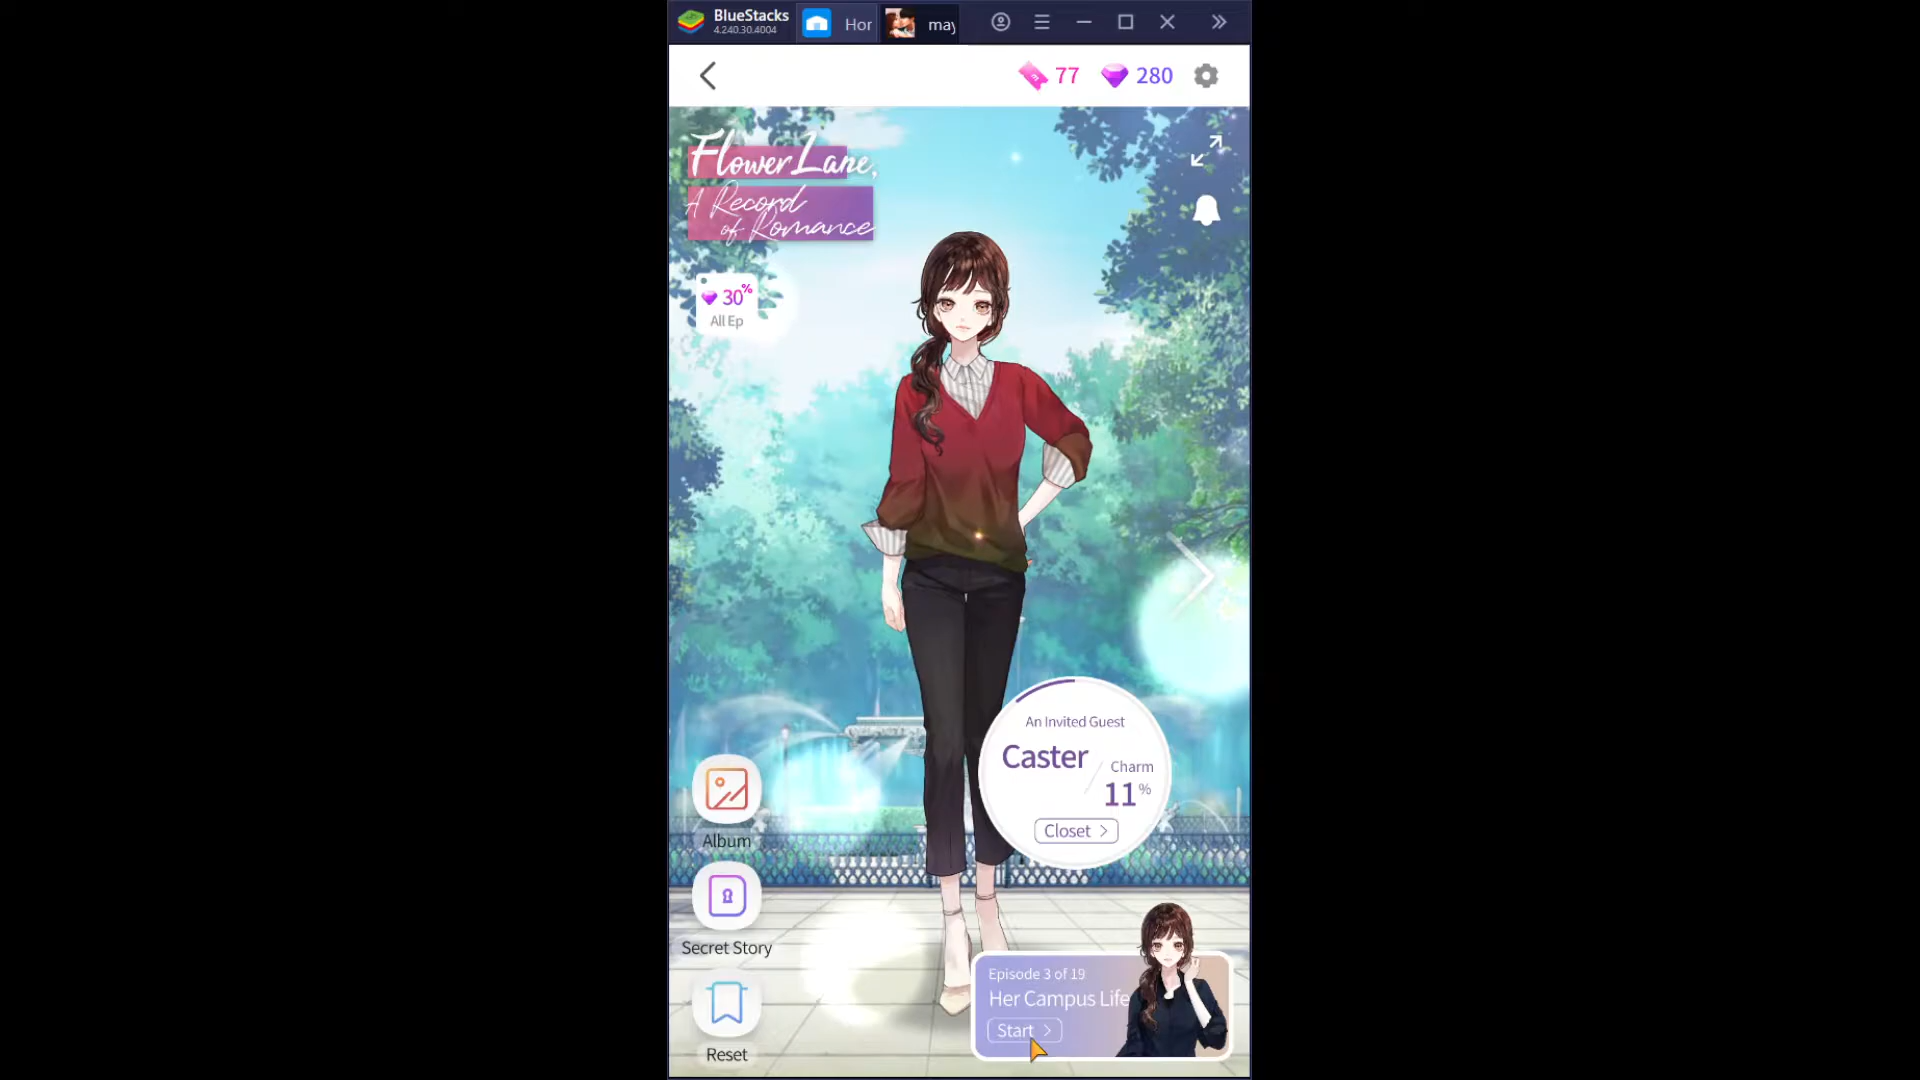 BlueStacks
4.240.30.4004
Hor
may
77
280
Flower Lane,
A Record
of Romance
30%
All Ep
An Invited Guest
Caster
Charm
11%
Closet >
Album
Secret Story
Reset
Episode 3 of 19
Her Campus Life
Start >